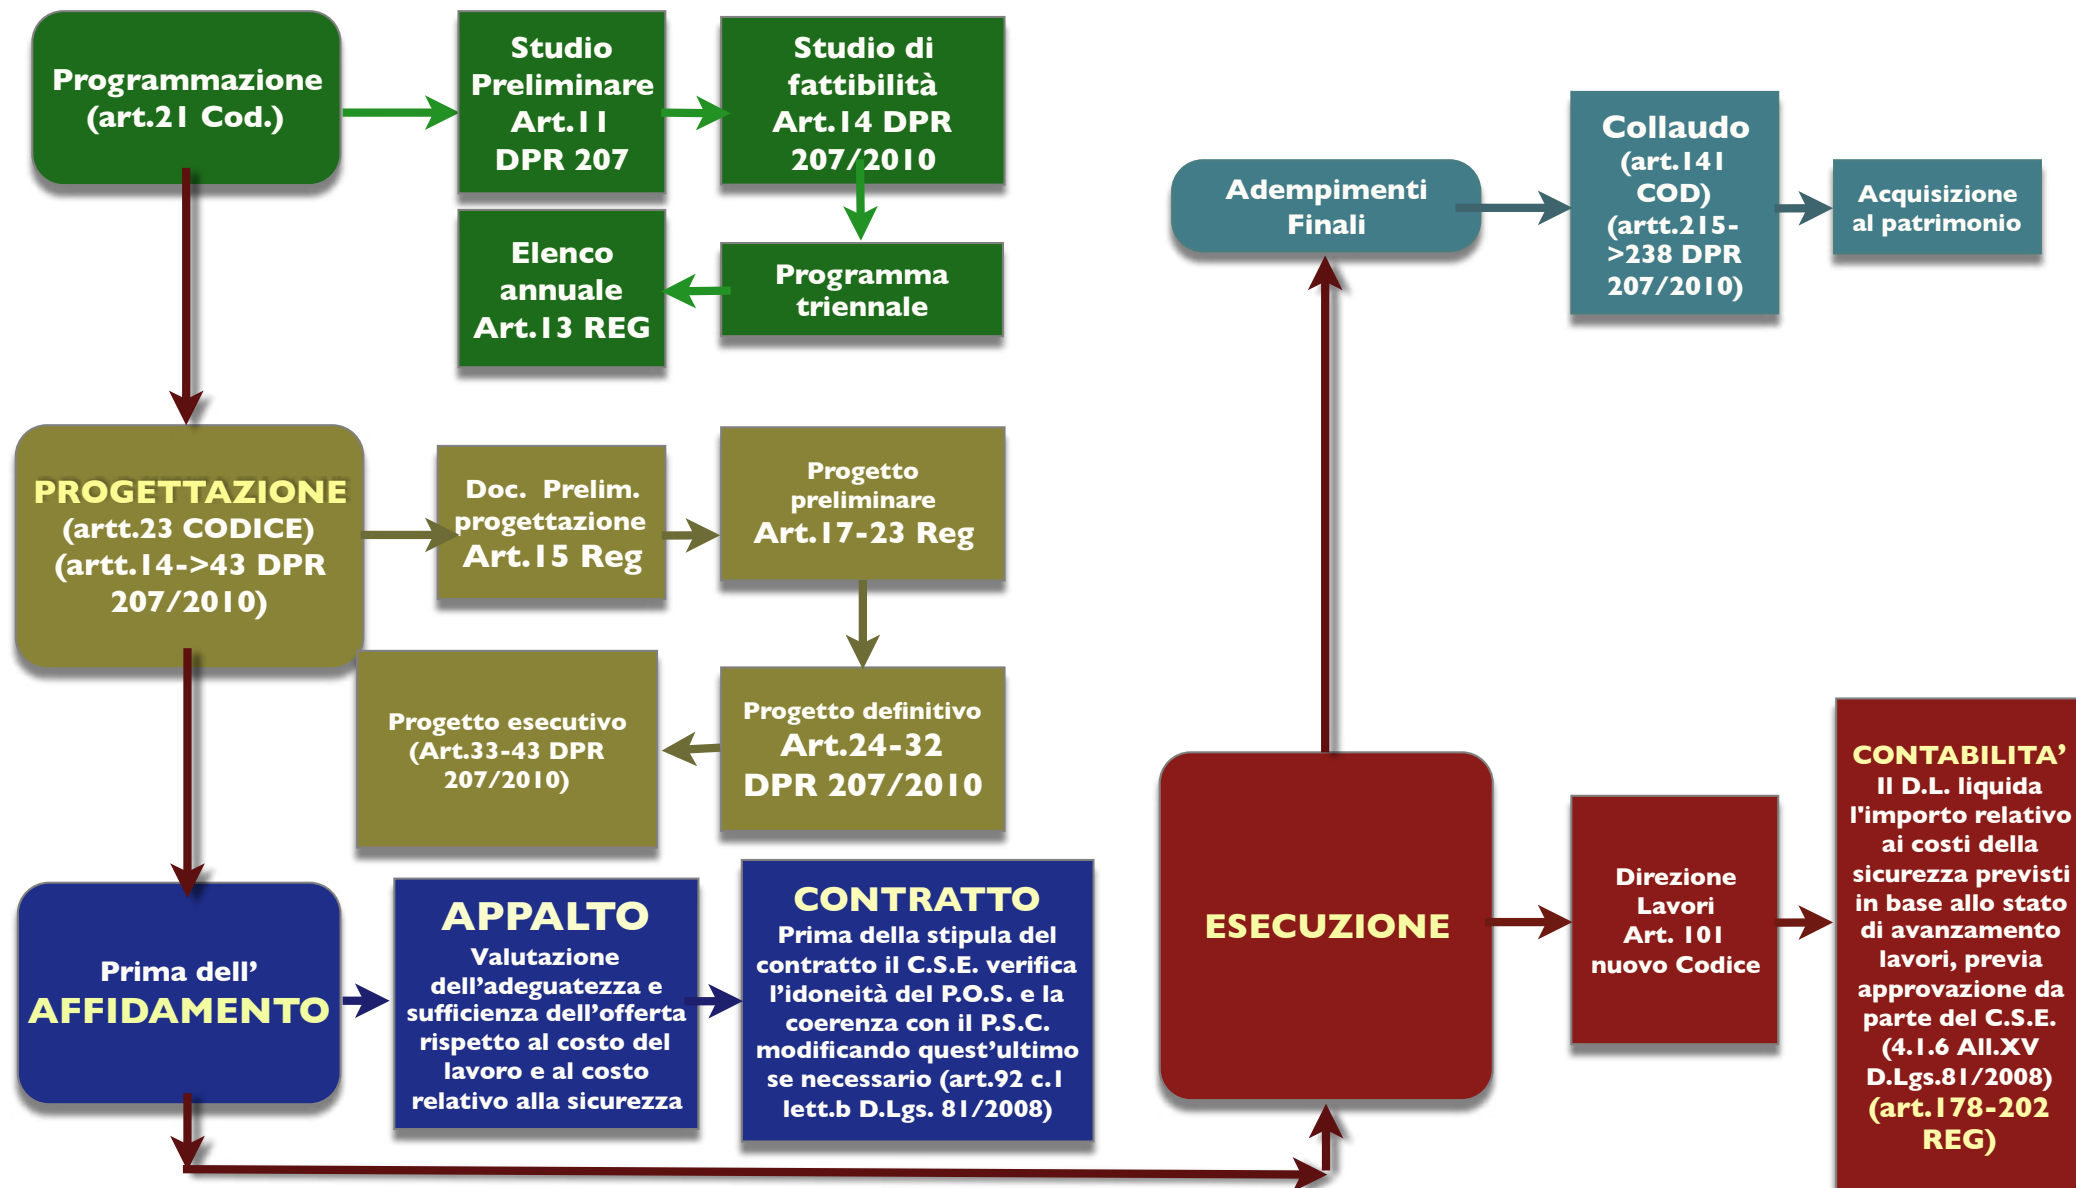 Programmazione
(art.21 Cod.)
Studio
Preliminare
Art.11
DPR 207
Studio di
fattibilità
Art.14 DPR
207/2010
Elenco
annuale
Art.13 REG
Programma
triennale
PROGETTAZIONE
(artt.23 CODICE)
(artt.14->43 DPR
207/2010)
Doc. Prelim.
progettazione
Art.15 Reg
Progetto
preliminare
Art.17-23 Reg
Progetto esecutivo
(Art.33-43 DPR
207/2010)
Progetto definitivo
Art.24-32
DPR 207/2010
Prima dell’
AFFIDAMENTO
APPALTO
Valutazione
dell’adeguatezza e
sufficienza dell’offerta
rispetto al costo del
lavoro e al costo
relativo alla sicurezza
CONTRATTO
Prima della stipula del
contratto il C.S.E. verifica
l’idoneità del P.O.S. e la
coerenza con il P.S.C.
modificando quest’ultimo
se necessario (art.92 c.1
lett.b D.Lgs. 81/2008)
Adempimenti
Finali
Collaudo
(art.141
COD)
(artt.215-
>238 DPR
207/2010)
Acquisizione
al patrimonio
ESECUZIONE
Direzione
Lavori
Art. 101
nuovo Codice
CONTABILITA’
Il D.L. liquida
l'importo relativo
ai costi della
sicurezza previsti
in base allo stato
di avanzamento
lavori, previa
approvazione da
parte del C.S.E.
(4.1.6 All.XV
D.Lgs.81/2008)
(art.178-202
REG)